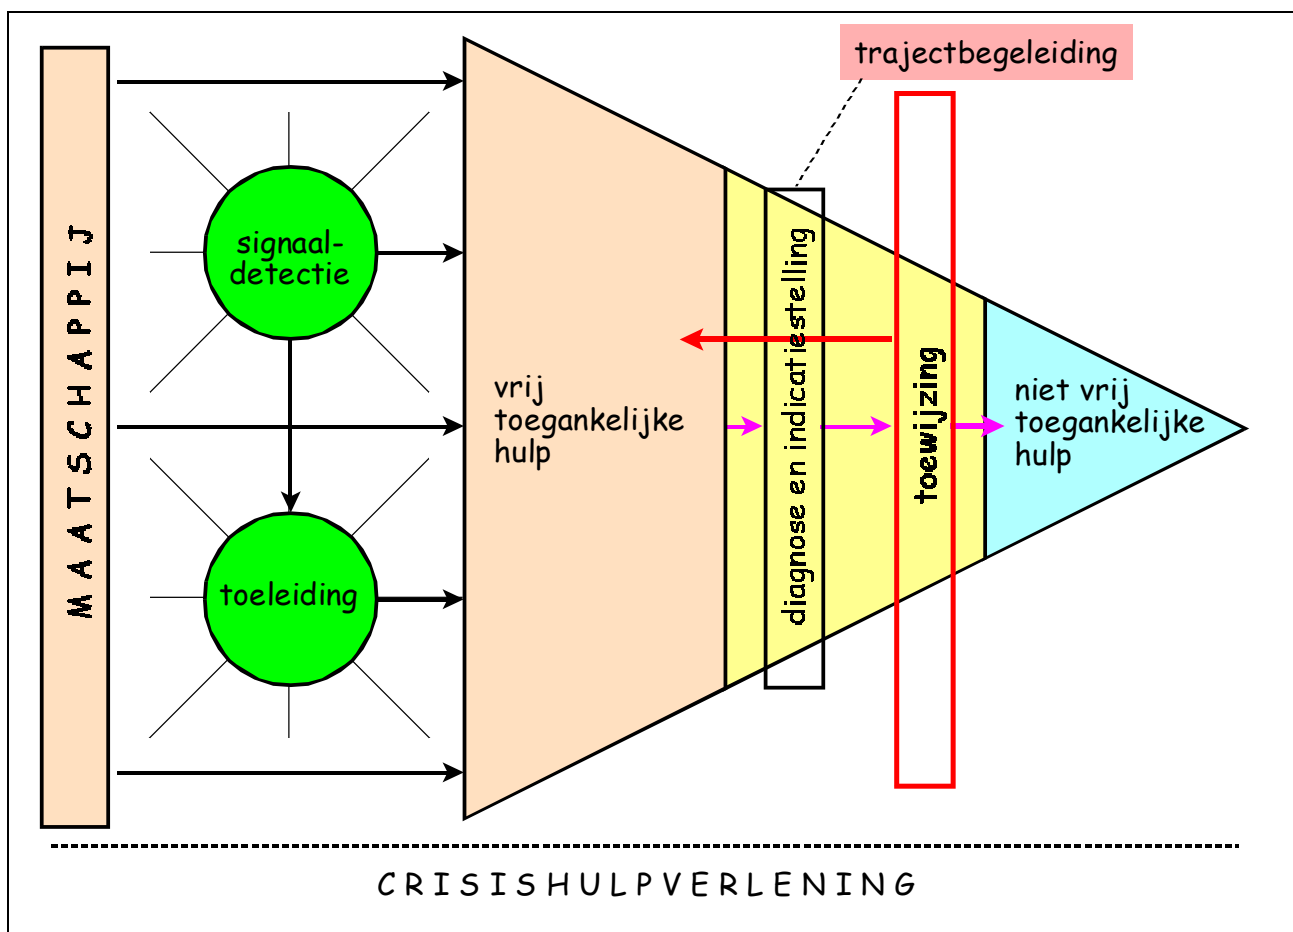 trajectbegeleiding
MAATSCHAPPIJ
signaal-
detectie
toeleiding
vrij
toegankelijke
hulp
diagnose en indicatiestelling
toewijzing
niet vrij
toegankelijke
hulp
CRISISHULPVERLENING